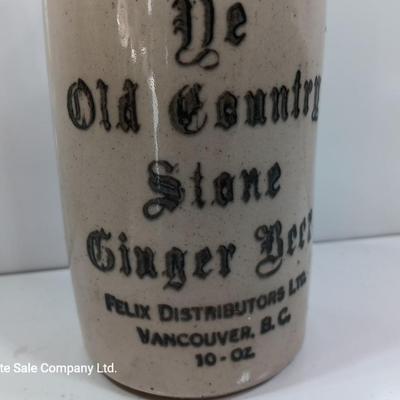 Ye
Old Country
Stone
Ginger Beer
FELIX DISTRIBUTORS LTD.
VANCOUVER, B.C.
10-OZ.
te Sale Company Ltd.